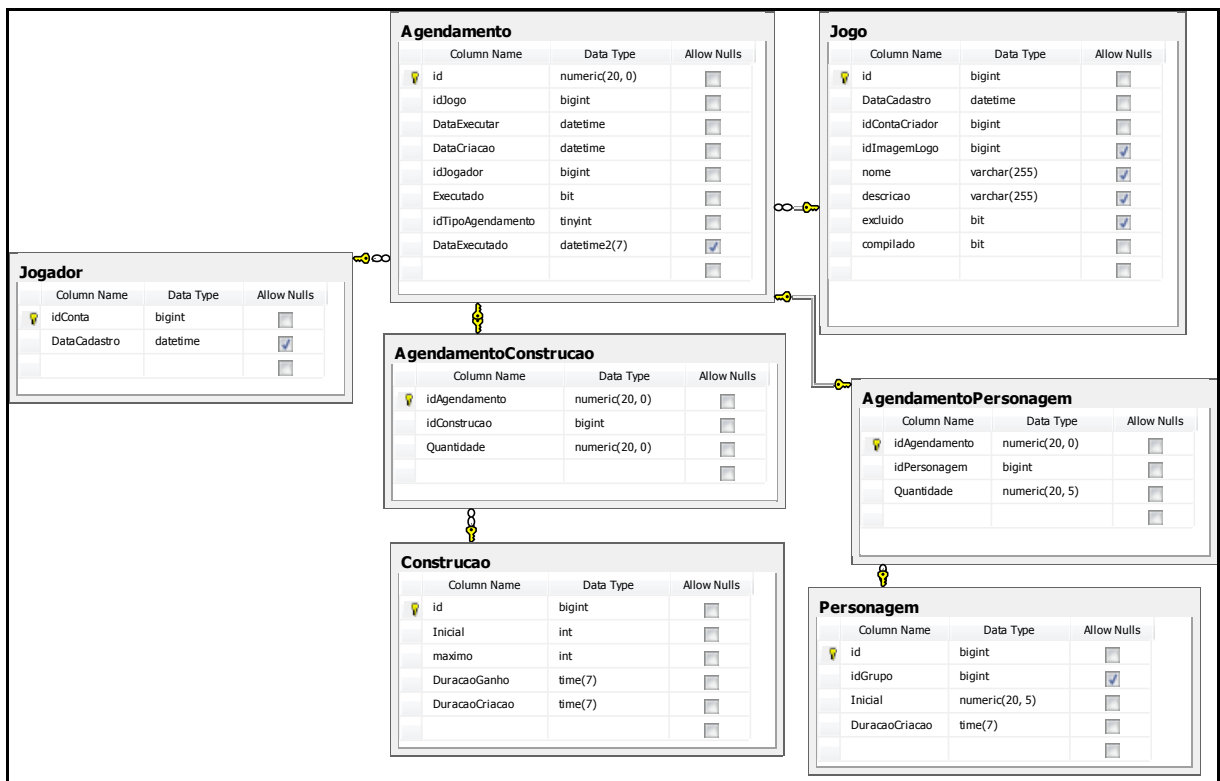 Agendamento
Column Name Data Type Allow Nulls
id numeric(20, 0)
idJogo bigint
DataExecutar datetime
DataCriacao datetime
idJogador bigint
Executado bit
idTipoAgendamento tinyint
DataExecutado datetime2(7)
Jogo
Column Name Data Type Allow Nulls
id bigint
DataCadastro datetime
idContaCriador bigint
idImagemLogo bigint
nome varchar(255)
descricao varchar(255)
excluido bit
compilado bit
Jogador
Column Name Data Type Allow Nulls
idConta bigint
DataCadastro datetime
AgendamentoConstrucao
Column Name Data Type Allow Nulls
idAgendamento numeric(20, 0)
idConstrucao bigint
Quantidade numeric(20, 0)
AgendamentoPersonagem
Column Name Data Type Allow Nulls
idAgendamento numeric(20, 0)
idPersonagem bigint
Quantidade numeric(20, 5)
Construcao
Column Name Data Type Allow Nulls
id bigint
Inicial int
maximo int
DuracaoGanho time(7)
DuracaoCriacao time(7)
Personagem
Column Name Data Type Allow Nulls
id bigint
idGrupo bigint
Inicial numeric(20, 5)
DuracaoCriacao time(7)